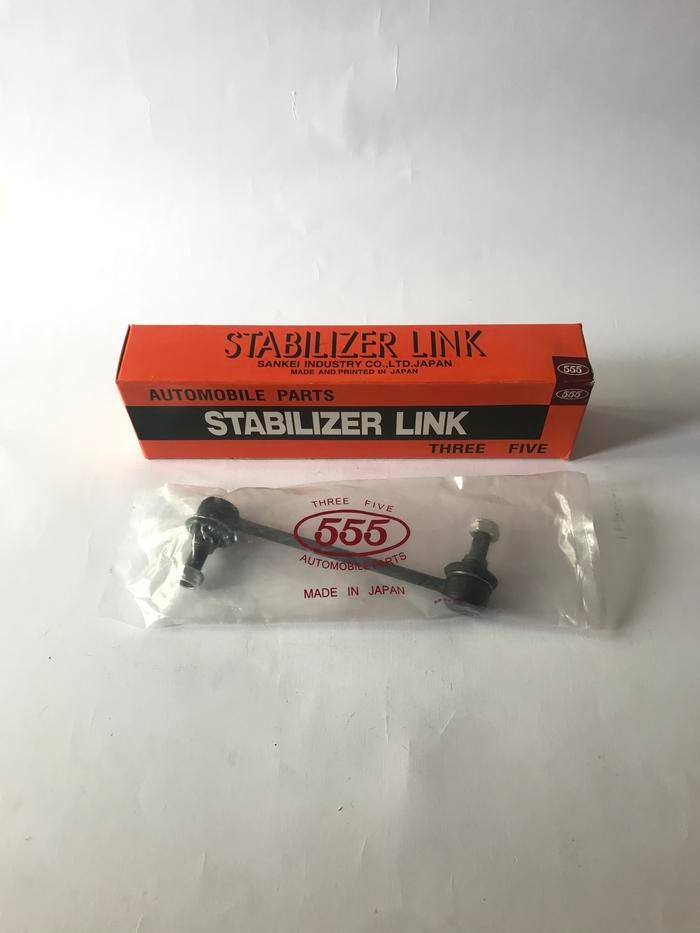 STABILIZER LINK
SANKEI INDUSTRY CO.,LTD.JAPAN
MADE AND PRINTED IN JAPAN
555
AUTOMOBILE PARTS
555
STABILIZER LINK
THREE FIVE
THREE FIVE
555
AUTOMOBILE PARTS
MADE IN JAPAN